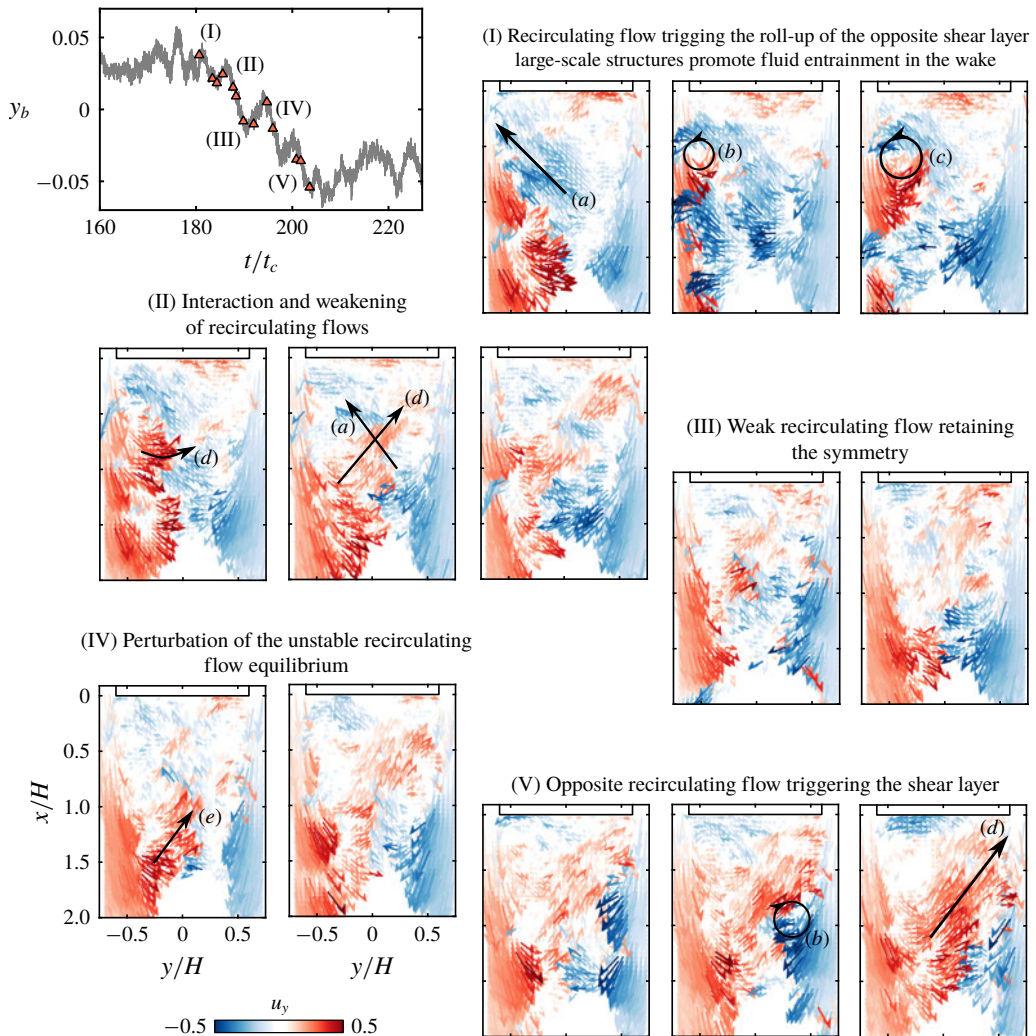 0.05
0
−0.05
y_b
(I)
(II)
(III)
(IV)
(V)
160
180
200
220
t/t_c
(I) Recirculating flow trigging the roll-up of the opposite shear layer
large-scale structures promote fluid entrainment in the wake
(a)
(b)
(c)
(II) Interaction and weakening
of recirculating flows
(d)
(a)
(d)
(III) Weak recirculating flow retaining
the symmetry
(IV) Perturbation of the unstable recirculating
flow equilibrium
0
0.5
1.0
1.5
2.0
x/H
(e)
−0.5
0
0.5
−0.5
0
0.5
y/H
y/H
(V) Opposite recirculating flow triggering the shear layer
(b)
(d)
u_y
−0.5
0.5